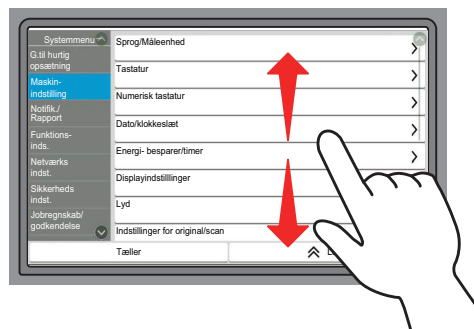 Systemmenu
G.til hurtig
opsætning
Maskin-
indstilling
Notifik./
Rapport
Funktions-
inds.
Netværks
indst.
Sikkerheds
indst.
Jobregnskab/
godkendelse
Sprog/Måleenhed
Tastatur
Numerisk tastatur
Dato/klokkeslæt
Energi- besparer/timer
Displayindstilllinger
Lyd
Indstillinger for original/scan
Tæller